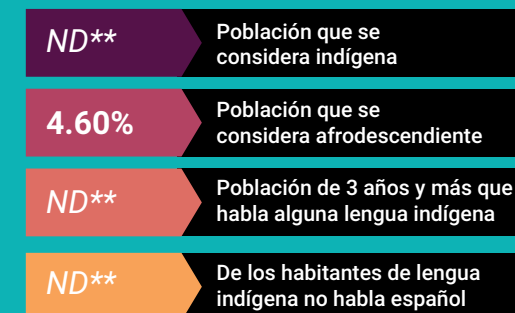 ND**
Población que se
considera indígena
4.60%
Población que se
considera afrodescendiente
ND**
Población de 3 años y más que
habla alguna lengua indígena
ND**
De los habitantes de lengua
indígena no habla español